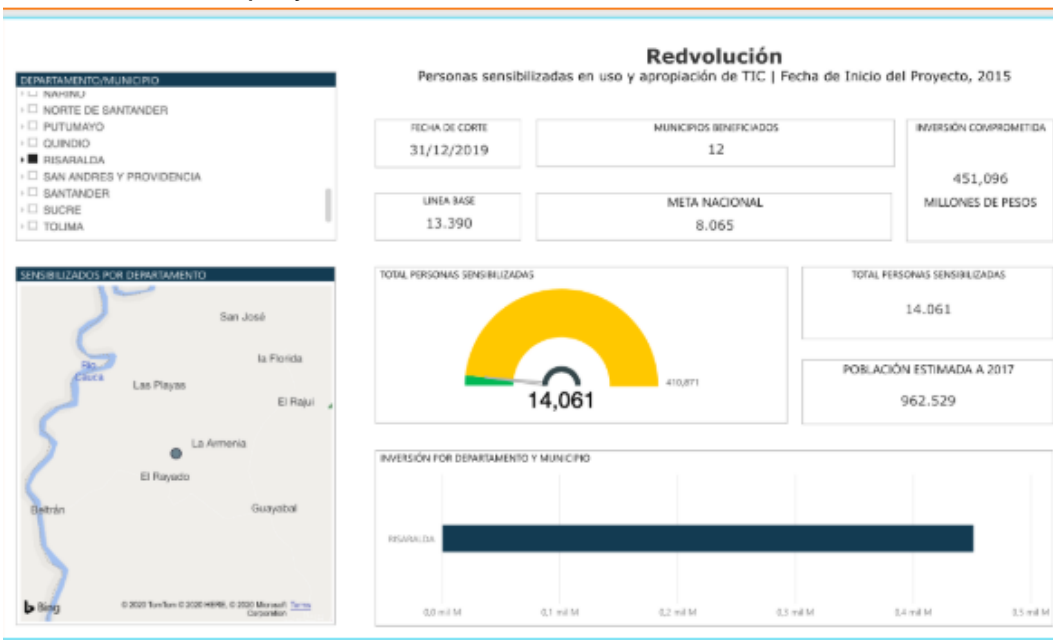 Redvolución
Personas sensibilizadas en uso y apropiación de TIC | Fecha de Inicio del Proyecto, 2015
DEPARTAMENTO/MUNICIPIO
NARIÑO
NORTE DE SANTANDER
PUTUMAYO
QUINDIO
RISARALDA
SAN ANDRES Y PROVIDENCIA
SANTANDER
SUCRE
TOLIMA
FECHA DE CORTE
31/12/2019
MUNICIPIOS BENEFICIADOS
12
INVERSIÓN COMPROMETIDA
451,096
MILLONES DE PESOS
LINEA BASE
13.390
META NACIONAL
8.065
SENSIBILIZADOS POR DEPARTAMENTO
San José
la Florida
Río
Cauca
Las Playas
El Rajui
La Armenia
El Rayado
Beltrán
Guayabal
Bing
© 2020 TomTom © 2020 HERE, © 2020 Microsoft Corporation Terms
TOTAL PERSONAS SENSIBILIZADAS
410,871
14,061
TOTAL PERSONAS SENSIBILIZADAS
14.061
POBLACIÓN ESTIMADA A 2017
962.529
INVERSIÓN POR DEPARTAMENTO Y MUNICIPIO
RISARALDA
0,0 mil M
0,1 mil M
0,2 mil M
0,3 mil M
0,4 mil M
0,5 mil M